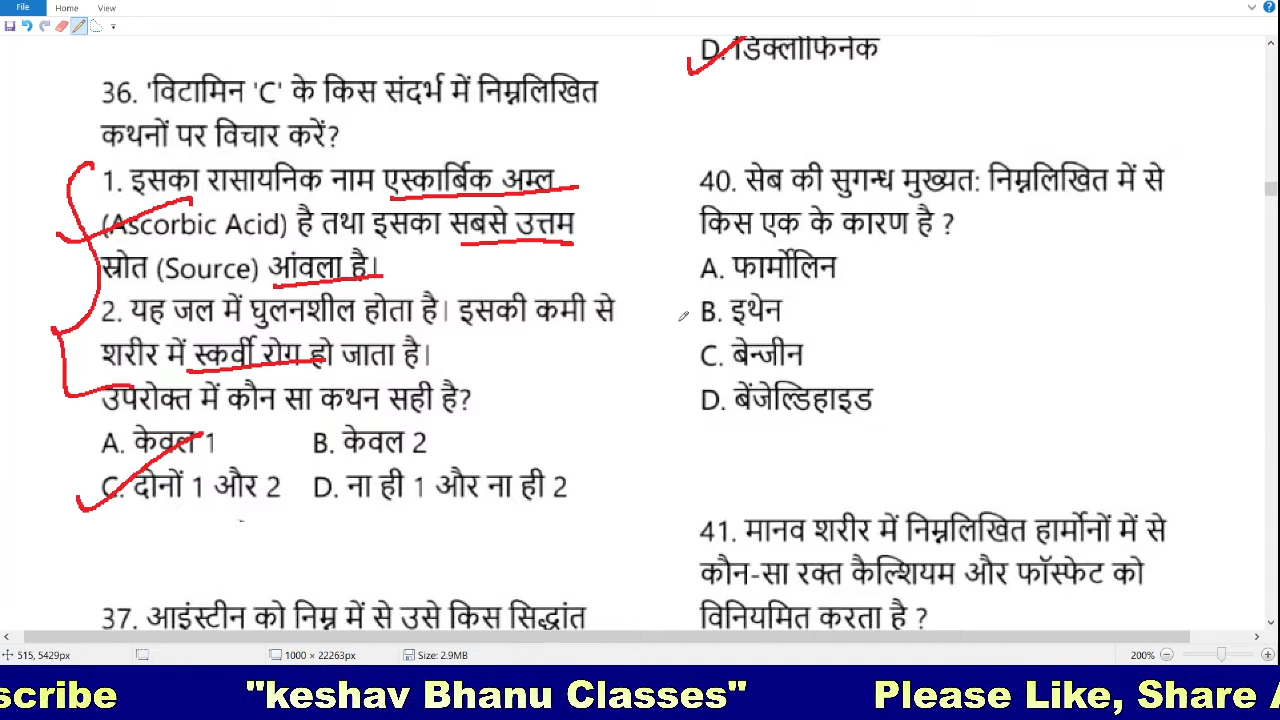 File Home View
36. 'विटामिन 'C' के किस संदर्भ में निम्नलिखित
कथनों पर विचार करें?
1. इसका रासायनिक नाम एस्कार्बिक अम्ल
(Ascorbic Acid) है तथा इसका सबसे उत्तम
स्रोत (Source) आंवला है।
2. यह जल में घुलनशील होता है। इसकी कमी से
शरीर में स्कर्वी रोग हो जाता है।
उपरोक्त में कौन सा कथन सही है?
A. केवल 1 B. केवल 2
C. दोनों 1 और 2 D. ना ही 1 और ना ही 2
37. आइंस्टीन को निम्न में से उसे किस सिद्धांत
D. डिक्लोफिनेक
40. सेब की सुगन्ध मुख्यत: निम्नलिखित में से
किस एक के कारण है ?
A. फार्मोलिन
B. इथेन
C. बेन्जीन
D. बेंजेल्डिहाइड
41. मानव शरीर में निम्नलिखित हार्मोनों में से
कौन-सा रक्त कैल्शियम और फॉस्फेट को
विनियमित करता है ?
515, 5429px 1000 × 22263px Size: 2.9MB 200%
scribe "keshav Bhanu Classes" Please Like, Share A